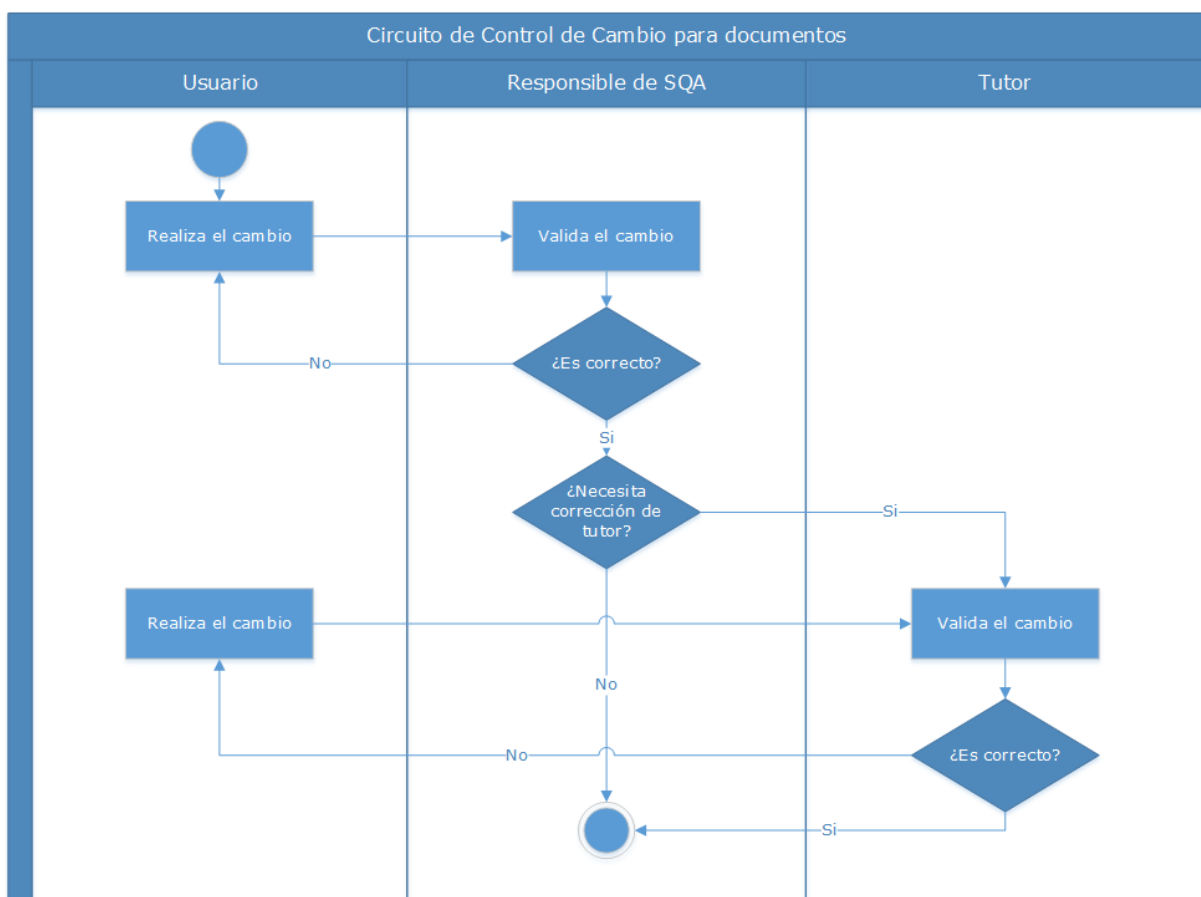 Circuito de Control de Cambio para documentos
Usuario
Responsible de SQA
Tutor
Realiza el cambio
Valida el cambio
¿Es correcto?
No
Si
¿Necesita
corrección de
tutor?
Si
Realiza el cambio
Valida el cambio
No
¿Es correcto?
No
Si